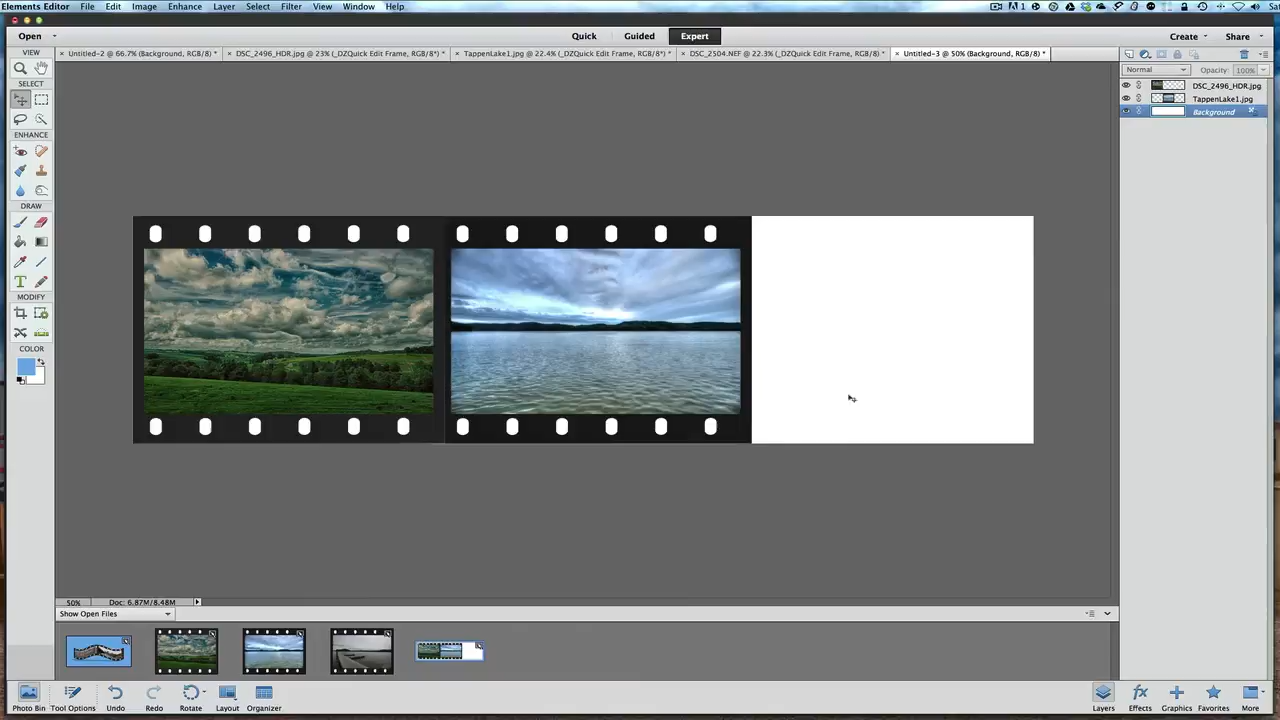 Elements Editor File Edit Image Enhance Layer Select Filter View Window Help
Open Quick Guided Expert Create Share
VIEW × Untitled-2 @ 66.7% (Background, RGB/8) * × DSC_2496_HDR.jpg @ 23% (_DZQuick Edit Frame, RGB/8*) * × TappenLake1.jpg @ 22.4% (_DZQuick Edit Frame, RGB/8*) * × DSC_2504.NEF @ 22.3% (_DZQuick Edit Frame, RGB/8) * × Untitled-3 @ 50% (Background, RGB/8) *
Normal Opacity: 100%
SELECT
DSC_2496_HDR.jpg
TappenLake1.jpg
Background
ENHANCE
DRAW
T
MODIFY
COLOR
50% Doc: 6.87M/8.48M
Show Open Files
Photo Bin Tool Options Undo Redo Rotate Layout Organizer Layers Effects Graphics Favorites More